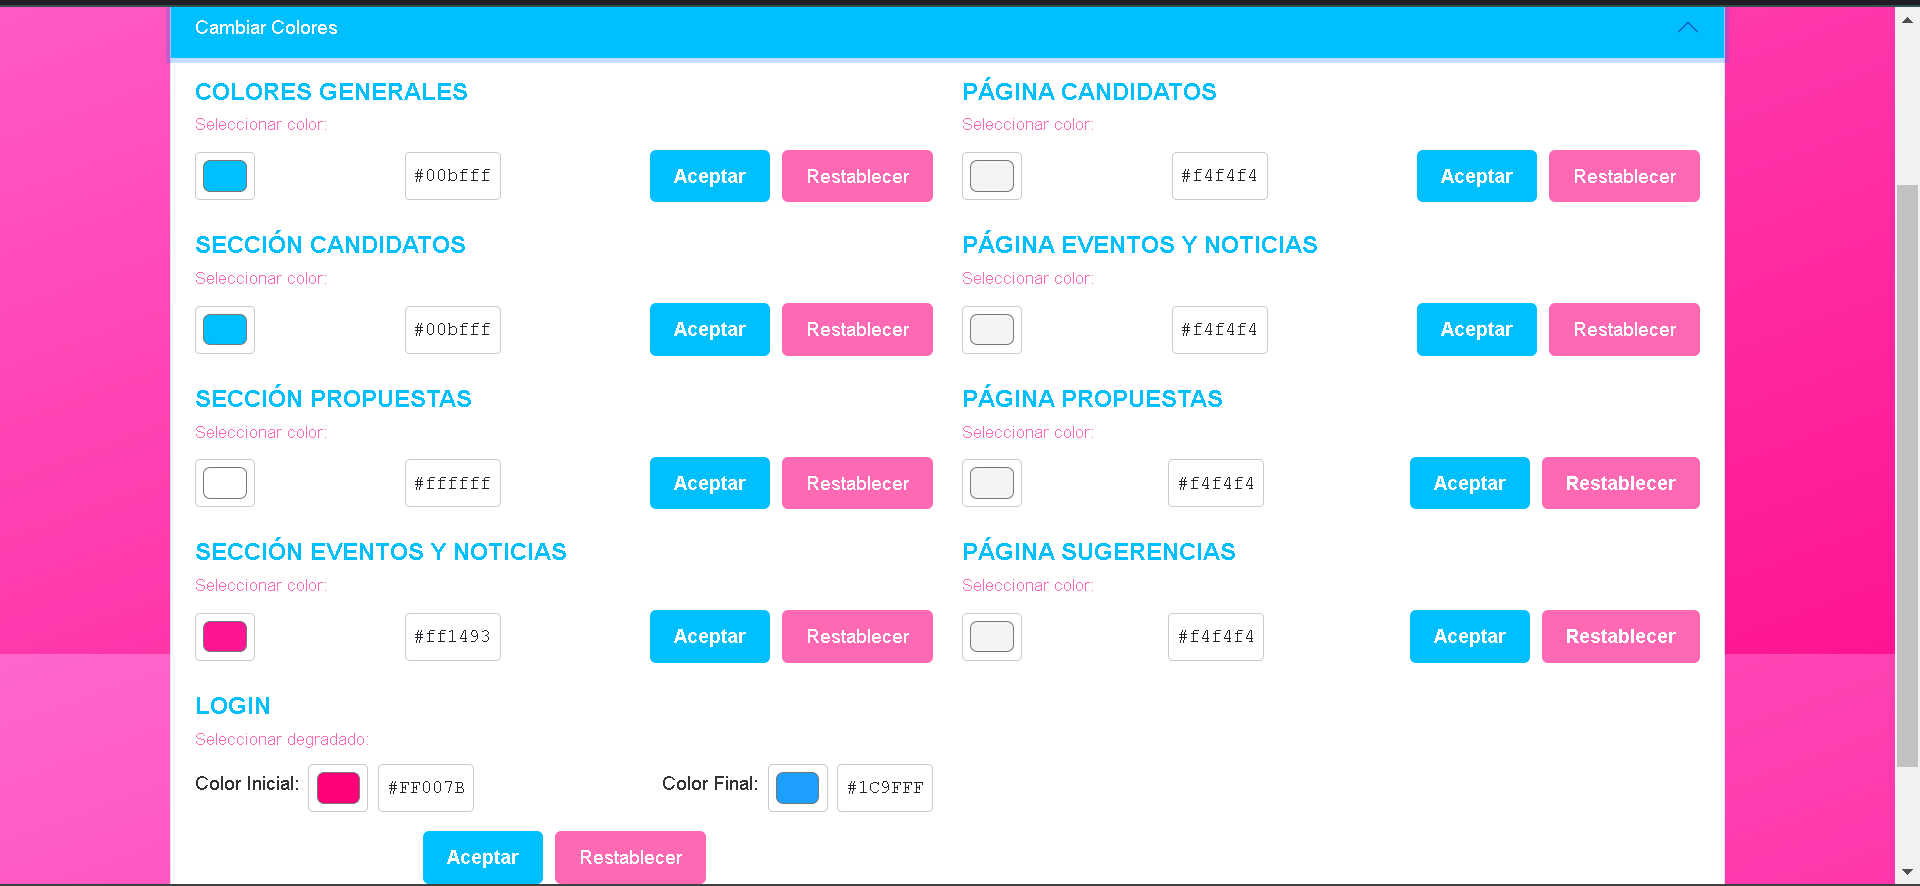 Cambiar Colores
COLORES GENERALES
Seleccionar color:
#00bfff
Aceptar
Restablecer
SECCIÓN CANDIDATOS
Seleccionar color:
#00bfff
Aceptar
Restablecer
SECCIÓN PROPUESTAS
Seleccionar color:
#ffffff
Aceptar
Restablecer
SECCIÓN EVENTOS Y NOTICIAS
Seleccionar color:
#ff1493
Aceptar
Restablecer
LOGIN
Seleccionar degradado:
Color Inicial:
#FF007B
Color Final:
#1C9FFF
Aceptar
Restablecer
PÁGINA CANDIDATOS
Seleccionar color:
#f4f4f4
Aceptar
Restablecer
PÁGINA EVENTOS Y NOTICIAS
Seleccionar color:
#f4f4f4
Aceptar
Restablecer
PÁGINA PROPUESTAS
Seleccionar color:
#f4f4f4
Aceptar
Restablecer
PÁGINA SUGERENCIAS
Seleccionar color:
#f4f4f4
Aceptar
Restablecer